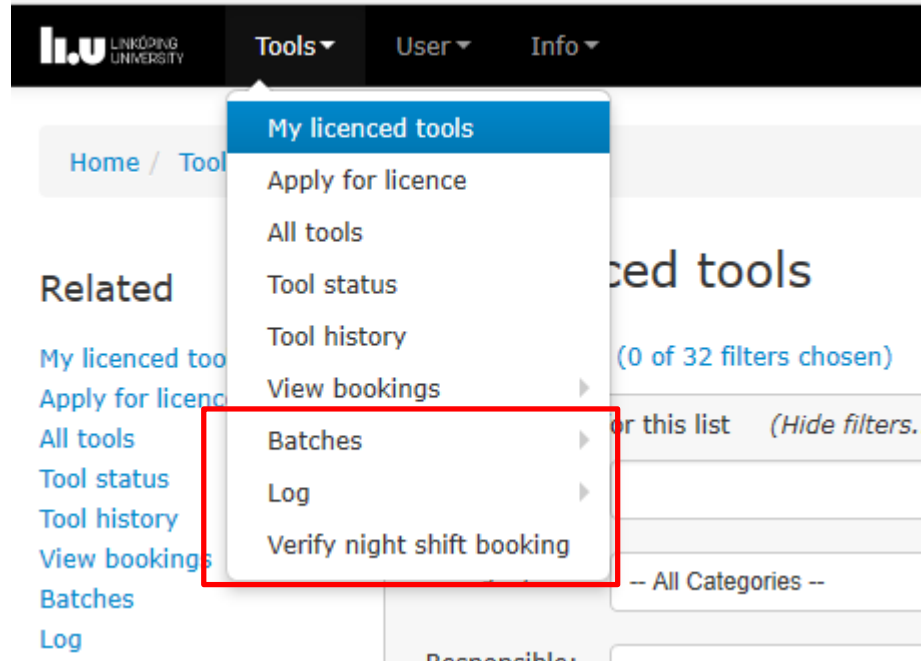 LINKÖPING
UNIVERSITY
Tools
User
Info
My licenced tools
Apply for licence
All tools
Tool status
Tool history
View bookings
Batches
Log
Verify night shift booking
Home / Tool
Related
My licenced too
Apply for licenc
All tools
Tool status
Tool history
View bookings
Batches
Log
ced tools
(0 of 32 filters chosen)
or this list (Hide filters.
-- All Categories --
Responsible: